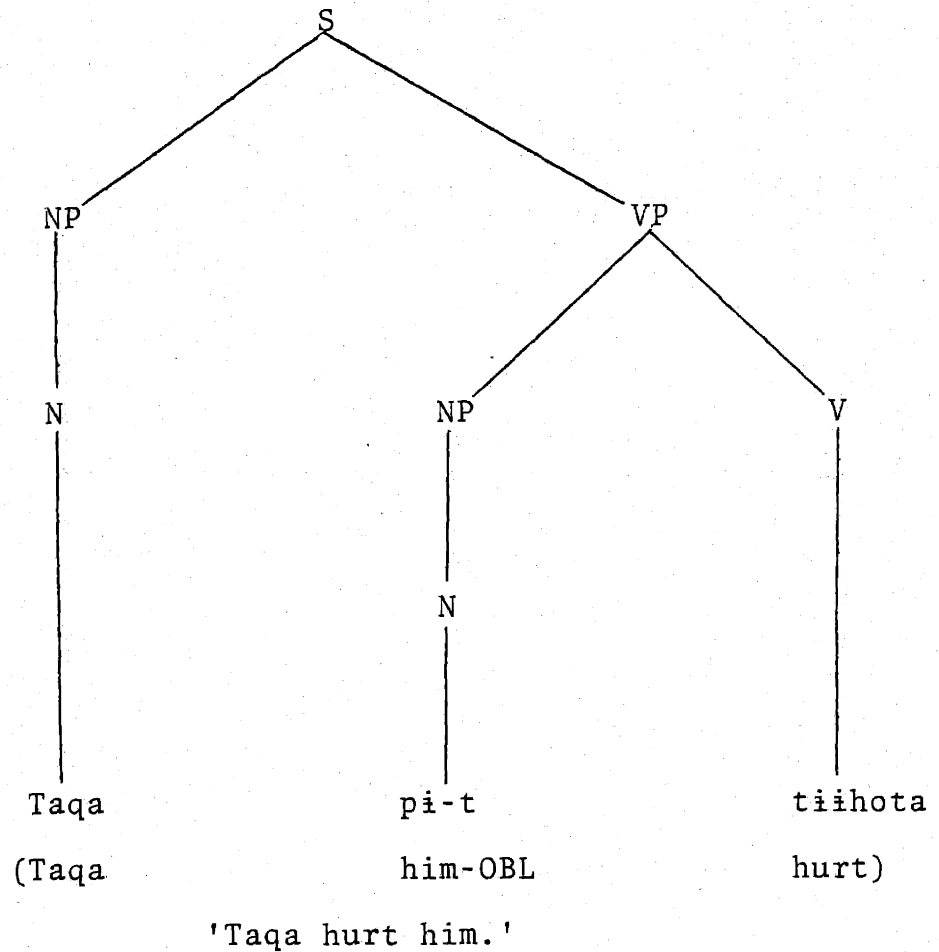 S
NP VP
N NP V
N
Taqa pɨ-t tɨɨhota
(Taqa him-OBL hurt)
'Taqa hurt him.'